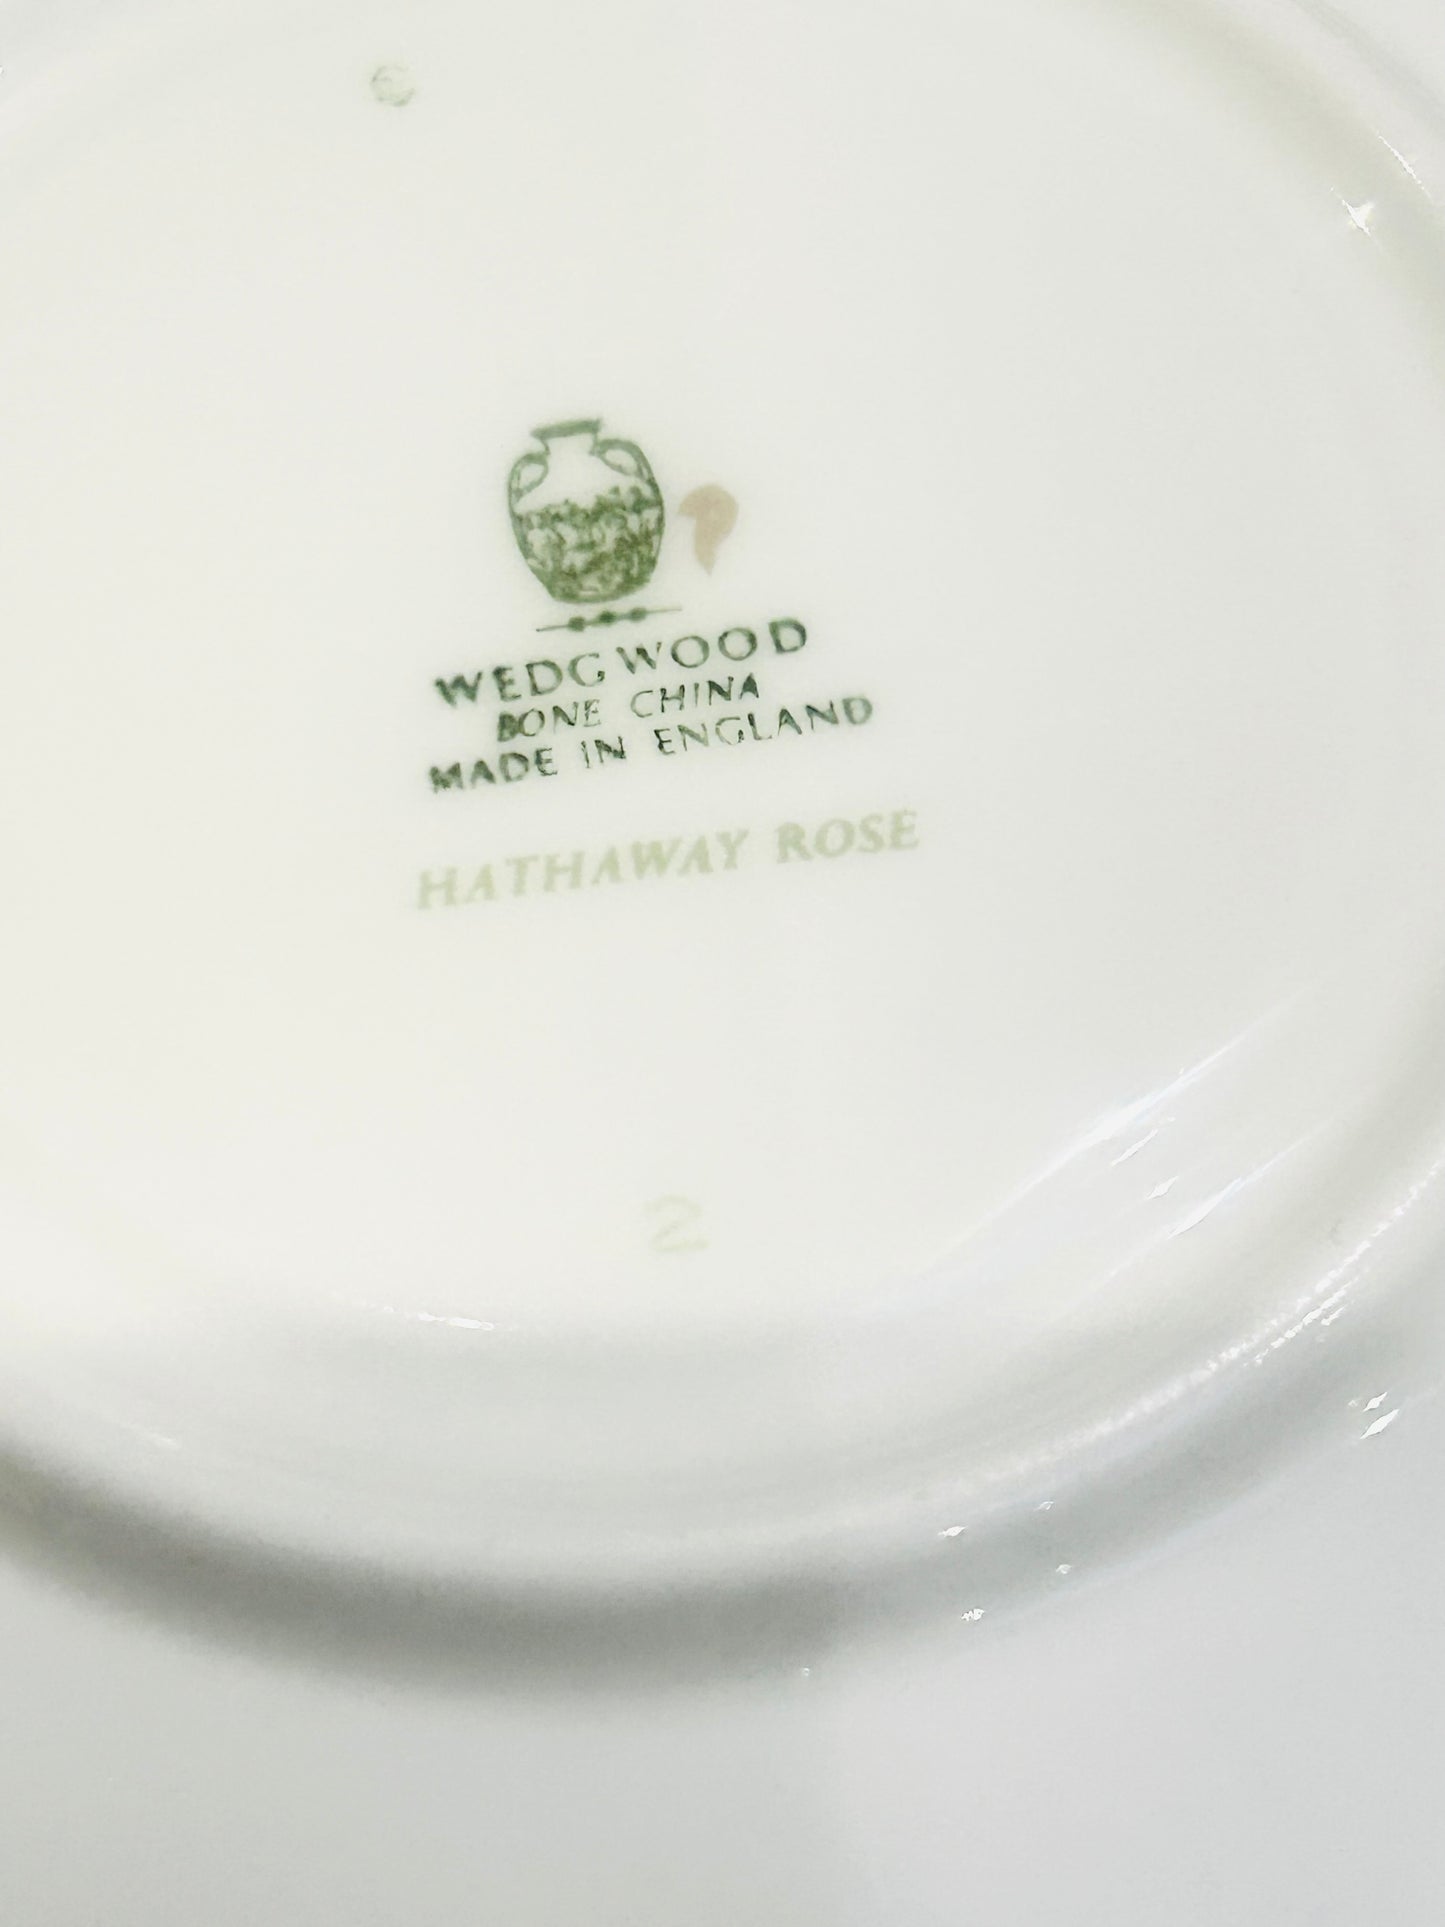 WEDGWOOD
BONE CHINA
MADE IN ENGLAND
HATHAWAY ROSE
2